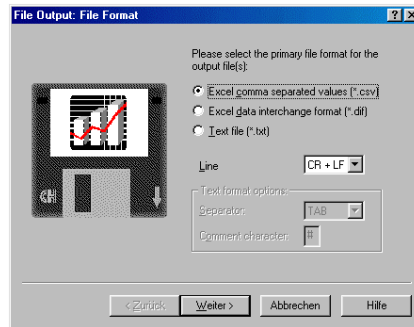 File Output: File Format
Please select the primary file format for the
output file(s):
Excel comma separated values (*.csv)
Excel data interchange format (*.dif)
Text file (*.txt)
Line
CR + LF
Text format options:
Separator:
TAB
Comment character:
#
< Zurück
Weiter >
Abbrechen
Hilfe